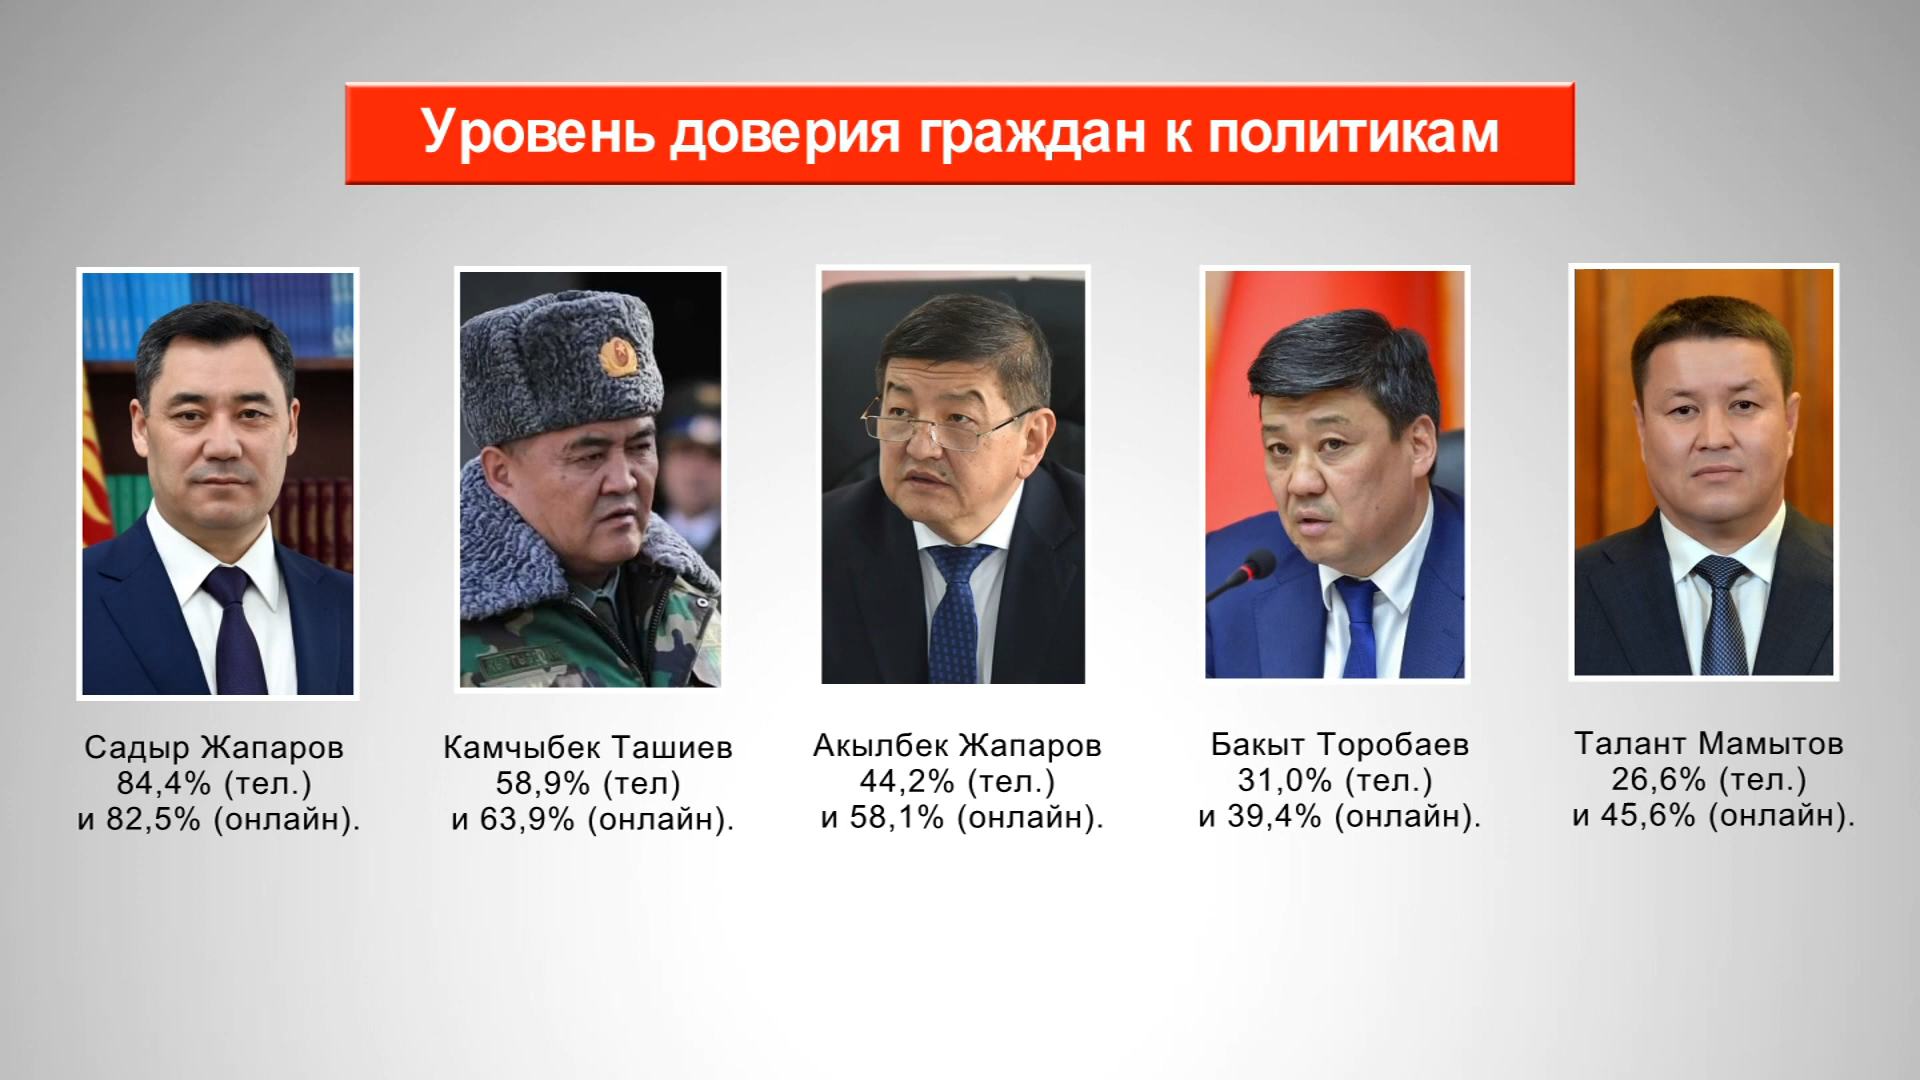 Уровень доверия граждан к политикам
Садыр Жапаров
84,4% (тел.)
и 82,5% (онлайн).
Камчыбек Ташиев
58,9% (тел)
и 63,9% (онлайн).
Акылбек Жапаров
44,2% (тел.)
и 58,1% (онлайн).
Бакыт Торобаев
31,0% (тел.)
и 39,4% (онлайн).
Талант Мамытов
26,6% (тел.)
и 45,6% (онлайн).